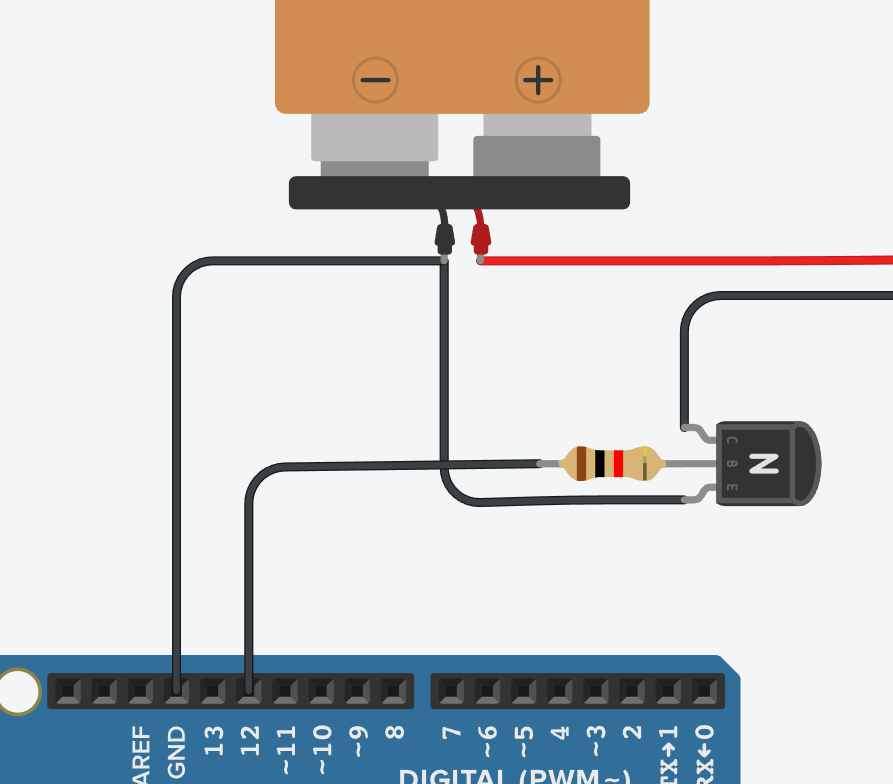 − +
C
B
E
N
AREF
GND
13
12
~11
~10
~9
8
7
~6
~5
4
~3
2
TX→1
RX←0
DIGITAL (PWM~)